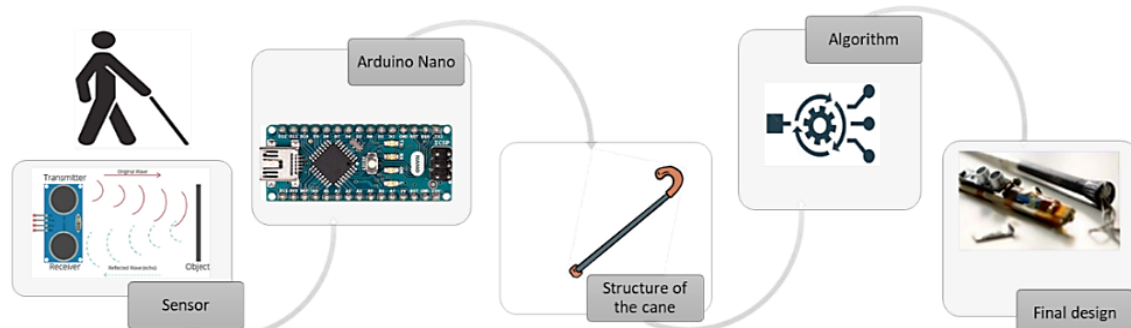 Arduino Nano
Algorithm
Transmitter
Original Wave
Receiver
Reflected Wave (echo)
Object
Sensor
Structure of
the cane
Final design